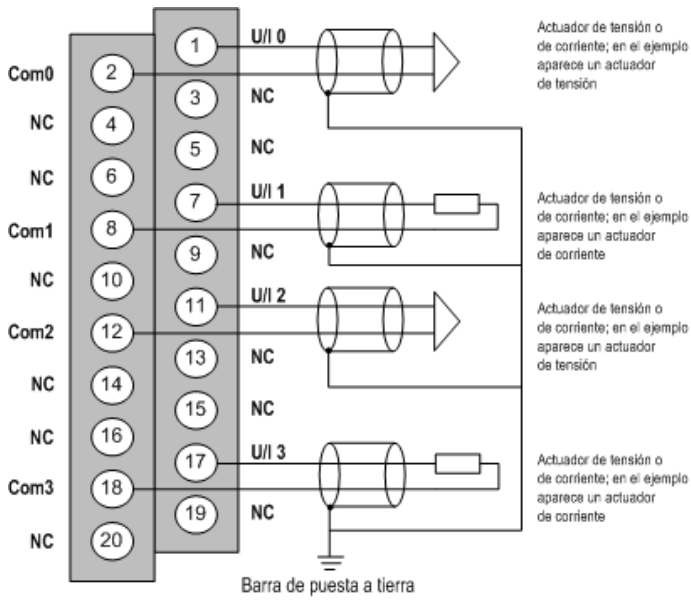 U/I 0
1
Actuador de tensión o
de corriente; en el ejemplo
aparece un actuador
de tensión
Com0
2
3
NC
NC
4
5
NC
NC
6
7
U/I 1
Actuador de tensión o
de corriente; en el ejemplo
aparece un actuador
de corriente
Com1
8
9
NC
NC
10
11
U/I 2
Actuador de tensión o
de corriente; en el ejemplo
aparece un actuador
de tensión
Com2
12
13
NC
NC
14
15
NC
NC
16
17
U/I 3
Actuador de tensión o
de corriente; en el ejemplo
aparece un actuador
de corriente
Com3
18
19
NC
NC
20
Barra de puesta a tierra